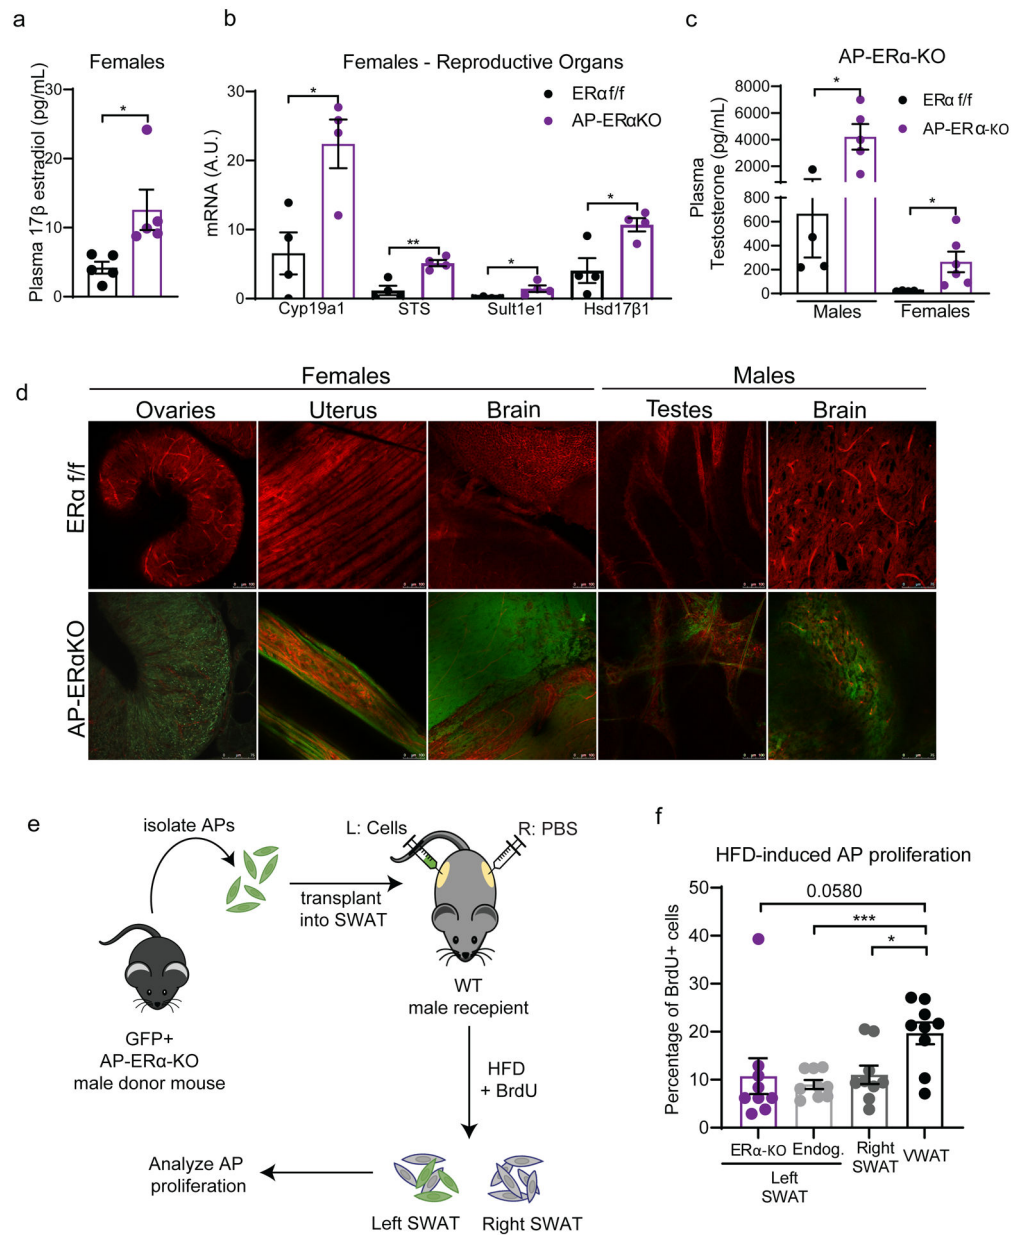 a
Females
Plasma 17β estradiol (pg/mL)
30
20
10
0
*
b
Females - Reproductive Organs
mRNA (A.U.)
30
20
10
0
*
**
*
*
ERαf/f
AP-ERαKO
Cyp19a1
STS
Sult1e1
Hsd17β1
c
AP-ERα-KO
Plasma
Testosterone (pg/mL)
8000
6000
4000
2000
800
600
400
200
0
*
*
ERα f/f
AP-ERα-KO
Males
Females
d
Females
Males
Ovaries
Uterus
Brain
Testes
Brain
ERα f/f
AP-ERαKO
e
isolate APs
L: Cells
R: PBS
transplant
into SWAT
WT
male recepient
GFP+
AP-ERα-KO
male donor mouse
HFD
+ BrdU
Analyze AP
proliferation
Left SWAT
Right SWAT
f
HFD-induced AP proliferation
Percentage of BrdU+ cells
50
40
30
20
10
0
0.0580
***
*
ERα-KO
Endog.
Right
SWAT
VWAT
Left
SWAT